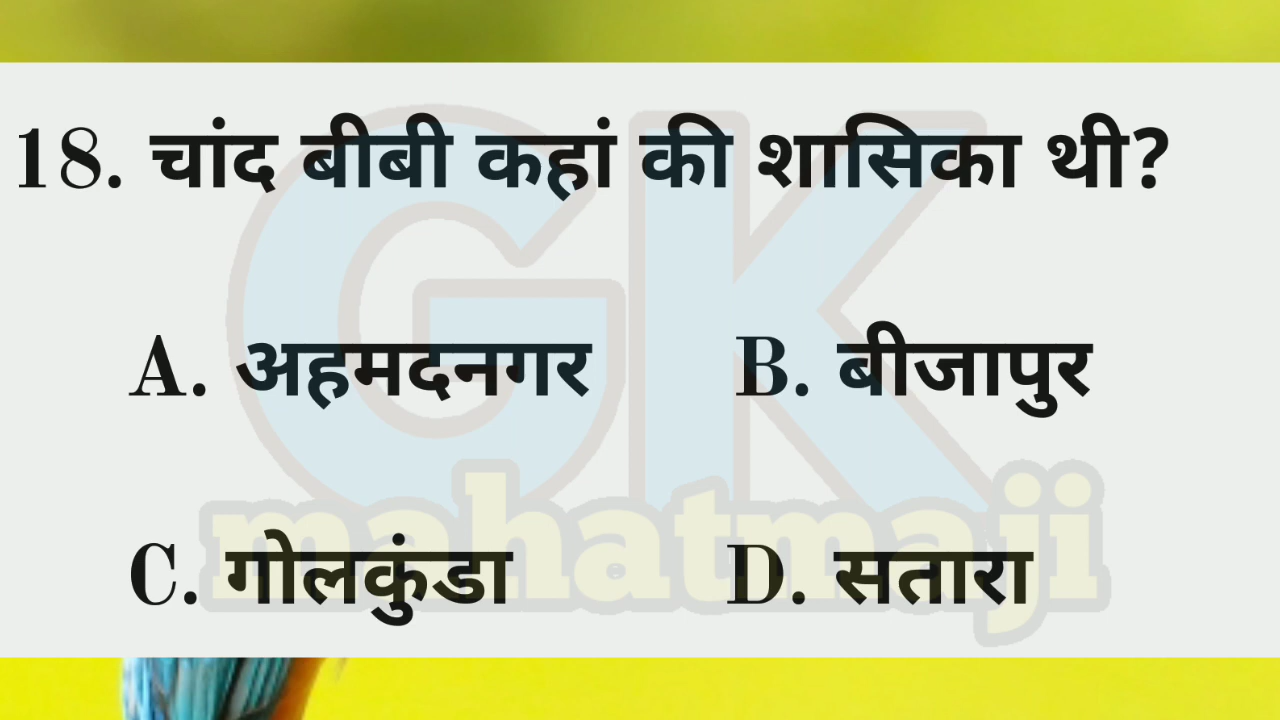 18. चांद बीबी कहां की शासिका थी?
A. अहमदनगर B. बीजापुर
C. गोलकुंडा D. सतारा
GK
mahatmaji